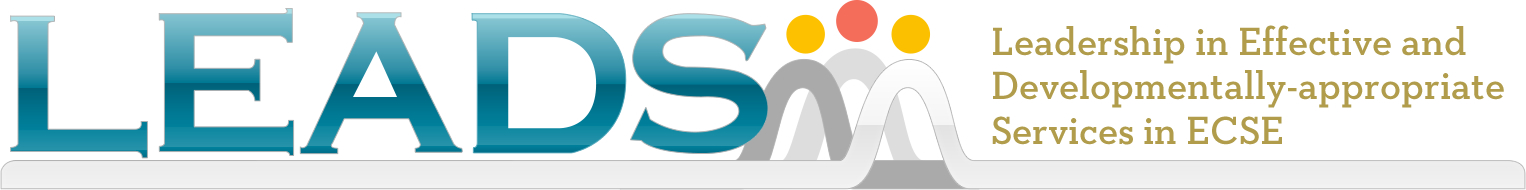 LEADS
Leadership in Effective and
Developmentally-appropriate
Services in ECSE